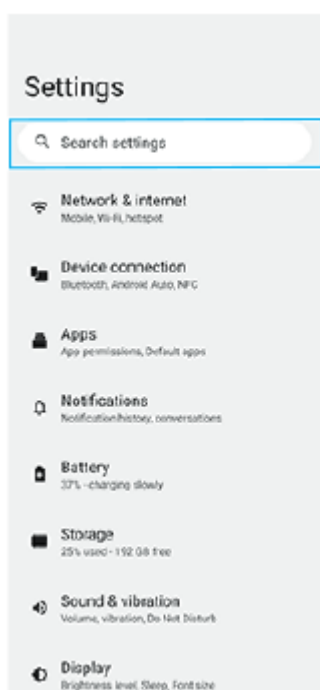 Settings
Search settings
Network & internet
Mobile, Wi-Fi, hotspot
Device connection
Bluetooth, Android Auto, NFC
Apps
App permissions, Default apps
Notifications
Notification history, conversations
Battery
37% - charging slowly
Storage
25% used - 192 GB free
Sound & vibration
Volume, vibration, Do Not Disturb
Display
Brightness level, Sleep, Font size